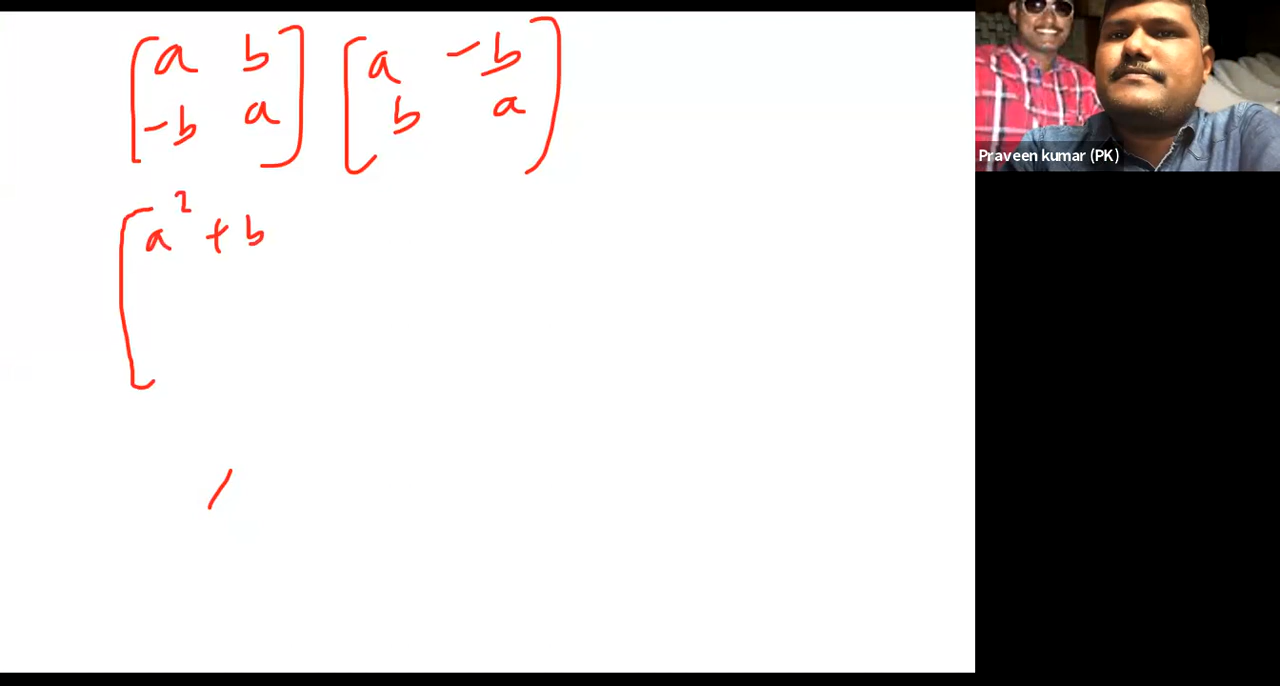 [a b] [a -b]
[-b a] [b a]
Praveen kumar (PK)
[a² + b
/